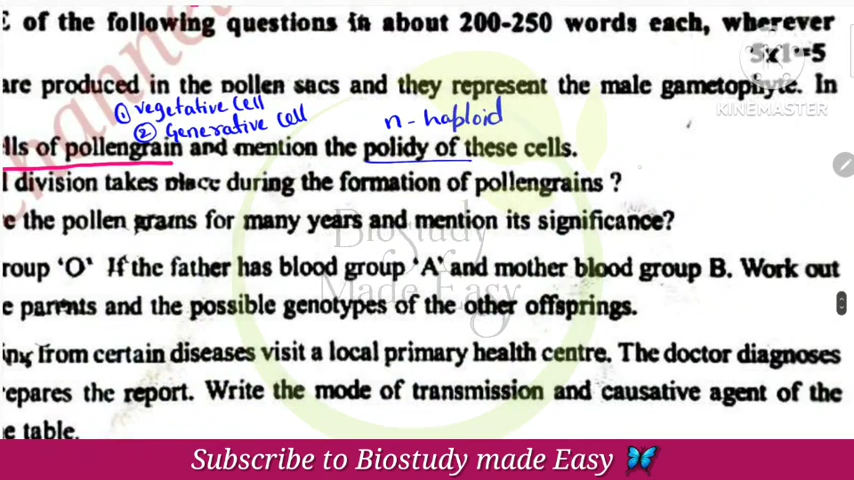 E of the following questions in about 200-250 words each, wherever
5x1=5
are produced in the pollen sacs and they represent the male gametophyte. In
① vegetative cell
② Generative cell
n - haploid
lls of pollengrain and mention the polidy of these cells.
l division takes place during the formation of pollengrains ?
e the pollen grams for many years and mention its significance?
roup 'O' If the father has blood group 'A' and mother blood group B. Work out
e parents and the possible genotypes of the other offsprings.
ing from certain diseases visit a local primary health centre. The doctor diagnoses
repares the report. Write the mode of transmission and causative agent of the
e table.
channel
KINEMASTER
BioStudy
Made Easy
Subscribe to Biostudy made Easy